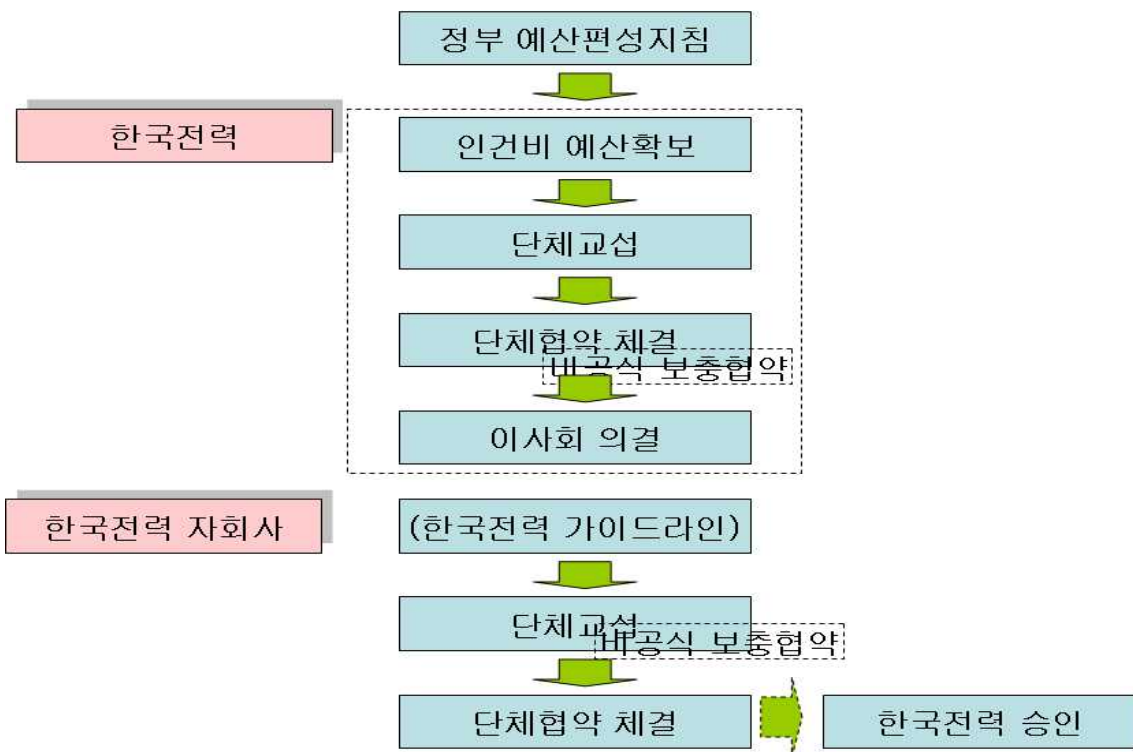 정부 예산편성지침
한국전력
인건비 예산확보
단체교섭
단체협약 체결
비공식 보충협약
이사회 의결
한국전력 자회사
(한국전력 가이드라인)
단체교섭
비공식 보충협약
단체협약 체결
한국전력 승인